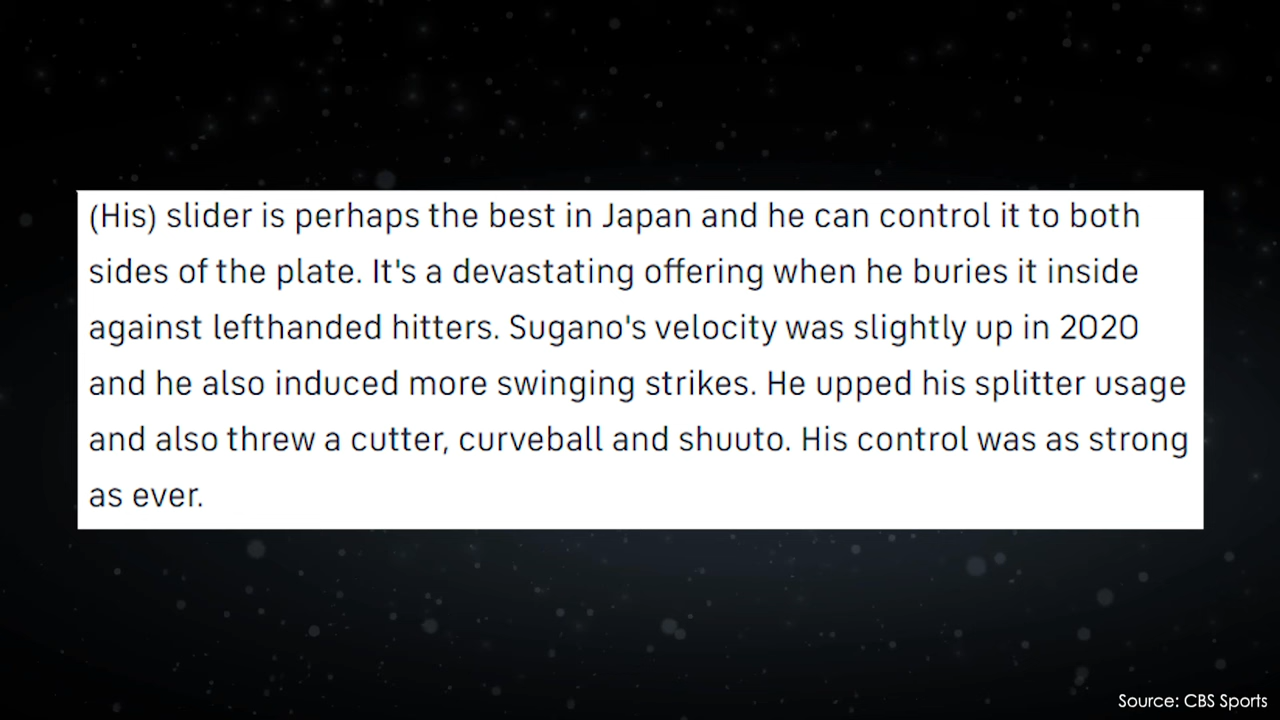 (His) slider is perhaps the best in Japan and he can control it to both
sides of the plate. It's a devastating offering when he buries it inside
against lefthanded hitters. Sugano's velocity was slightly up in 2020
and he also induced more swinging strikes. He upped his splitter usage
and also threw a cutter, curveball and shuuto. His control was as strong
as ever.
Source: CBS Sports